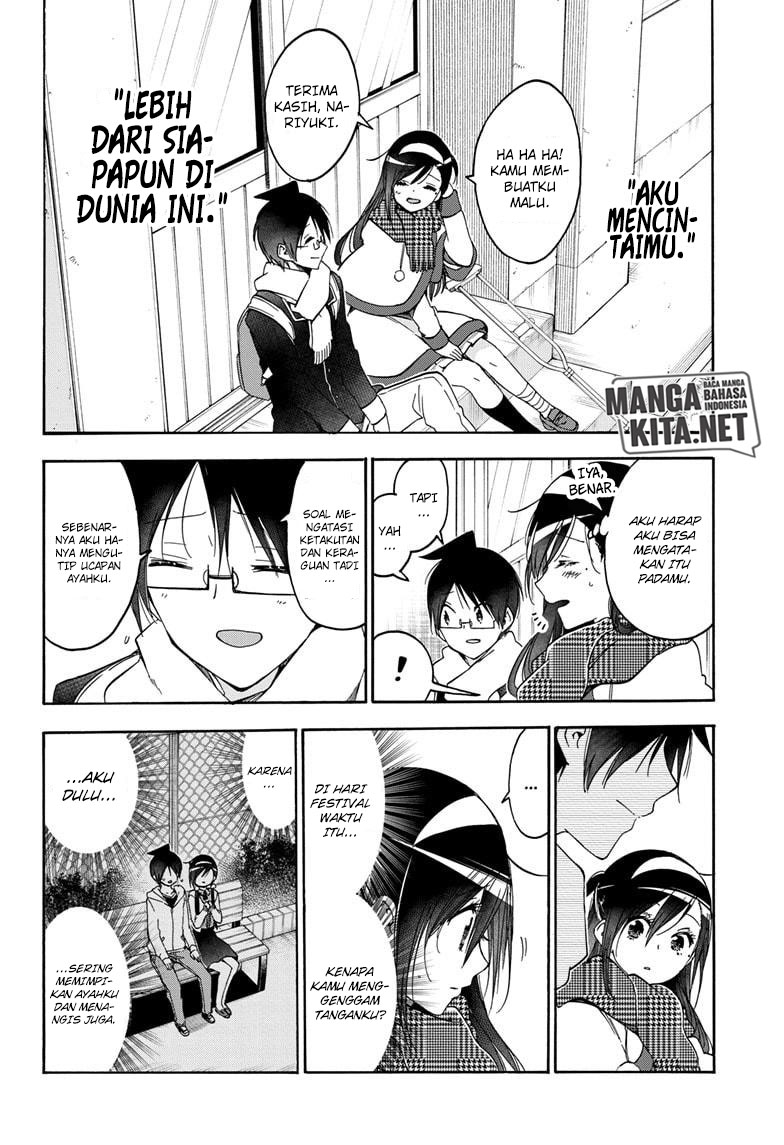 "AKU
MENCIN-
TAIMU."
HA HA HA!
KAMU MEM-
BUATKU
MALU.
TERIMA
KASIH, NA-
RIYUKI.
"LEBIH
DARI SIA-
PAPUN DI
DUNIA INI."
MANGA
KITA.NET
BACA MANGA
BAHASA
INDONESIA
AKU HARAP
AKU BISA
MENGATA-
KAN ITU
PADAMU.
IYA,
BENAR.
TAPI
...
YAH
...
!
SOAL ME-
NGATASI
KETAKUTAN
DAN KERA-
GUAN TADI
...
SEBENAR-
NYA AKU HA-
NYA MENGU-
TIP UCAPAN
AYAHKU.
...
DI HARI
FESTIVAL
WAKTU
ITU...
KENAPA
KAMU MENG-
GENGGAM
TANGANKU?
KARENA
...
...AKU
DULU...
...SERING
MEMIMPI-
KAN AYAHKU
DAN MENA-
NGIS JUGA.